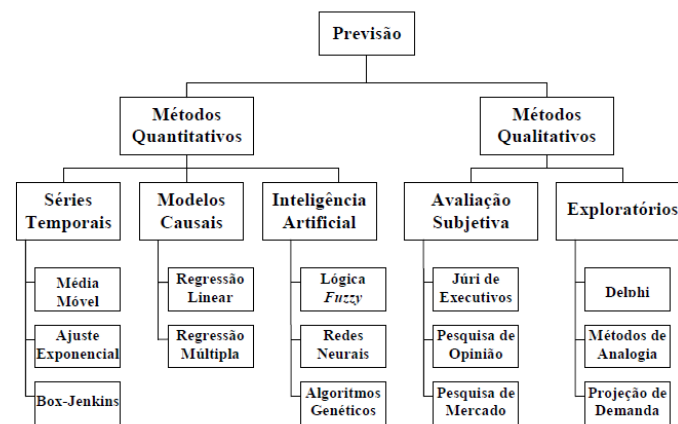 Previsão
Métodos
Quantitativos
Métodos
Qualitativos
Séries
Temporais
Modelos
Causais
Inteligência
Artificial
Avaliação
Subjetiva
Exploratórios
Média
Móvel
Ajuste
Exponencial
Box-Jenkins
Regressão
Linear
Regressão
Múltipla
Lógica
Fuzzy
Redes
Neurais
Algoritmos
Genéticos
Júri de
Executivos
Pesquisa de
Opinião
Pesquisa de
Mercado
Delphi
Métodos de
Analogia
Projeção de
Demanda